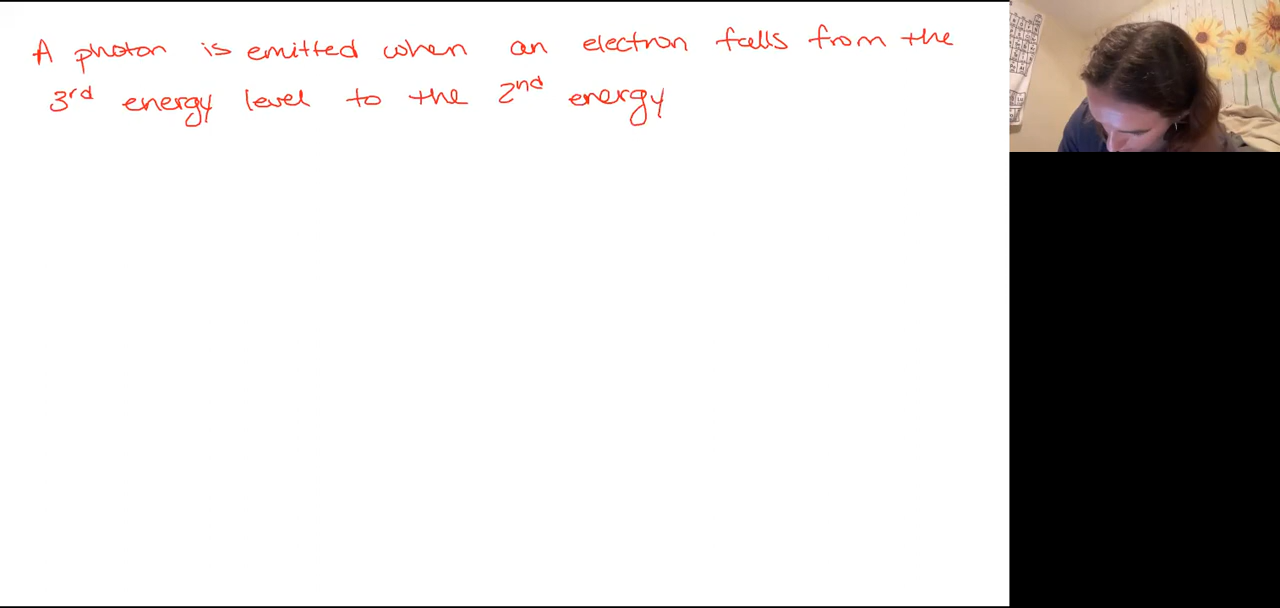 A photon is emitted when an electron falls from the
3rd energy level to the 2nd energy